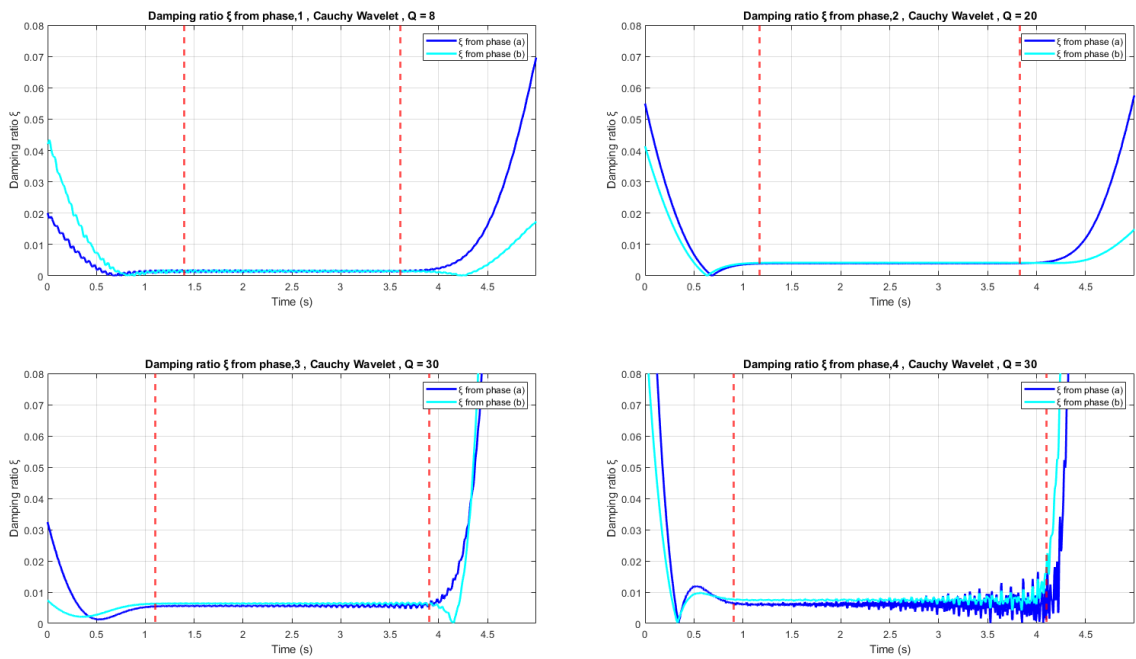 Damping ratio ξ from phase,1 , Cauchy Wavelet , Q = 8
0.08
0.07
0.06
0.05
0.04
0.03
0.02
0.01
0
Damping ratio ξ
ξ from phase (a)
ξ from phase (b)
0 0.5 1 1.5 2 2.5 3 3.5 4 4.5
Time (s)
Damping ratio ξ from phase,2 , Cauchy Wavelet , Q = 20
0.08
0.07
0.06
0.05
0.04
0.03
0.02
0.01
0
Damping ratio ξ
ξ from phase (a)
ξ from phase (b)
0 0.5 1 1.5 2 2.5 3 3.5 4 4.5
Time (s)
Damping ratio ξ from phase,3 , Cauchy Wavelet , Q = 30
0.08
0.07
0.06
0.05
0.04
0.03
0.02
0.01
0
Damping ratio ξ
ξ from phase (a)
ξ from phase (b)
0 0.5 1 1.5 2 2.5 3 3.5 4 4.5
Time (s)
Damping ratio ξ from phase,4 , Cauchy Wavelet , Q = 30
0.08
0.07
0.06
0.05
0.04
0.03
0.02
0.01
0
Damping ratio ξ
ξ from phase (a)
ξ from phase (b)
0 0.5 1 1.5 2 2.5 3 3.5 4 4.5
Time (s)